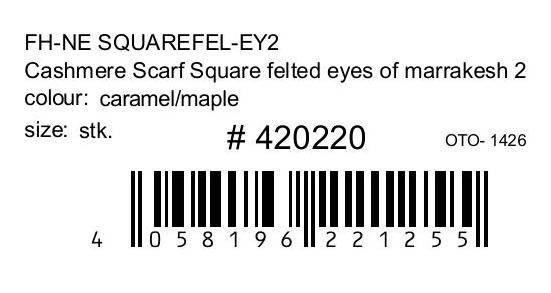 FH-NE SQUAREFEL-EY2
Cashmere Scarf Square felted eyes of marrakesh 2
colour: caramel/maple
size: stk.
# 420220
OTO- 1426
4 058196 221255